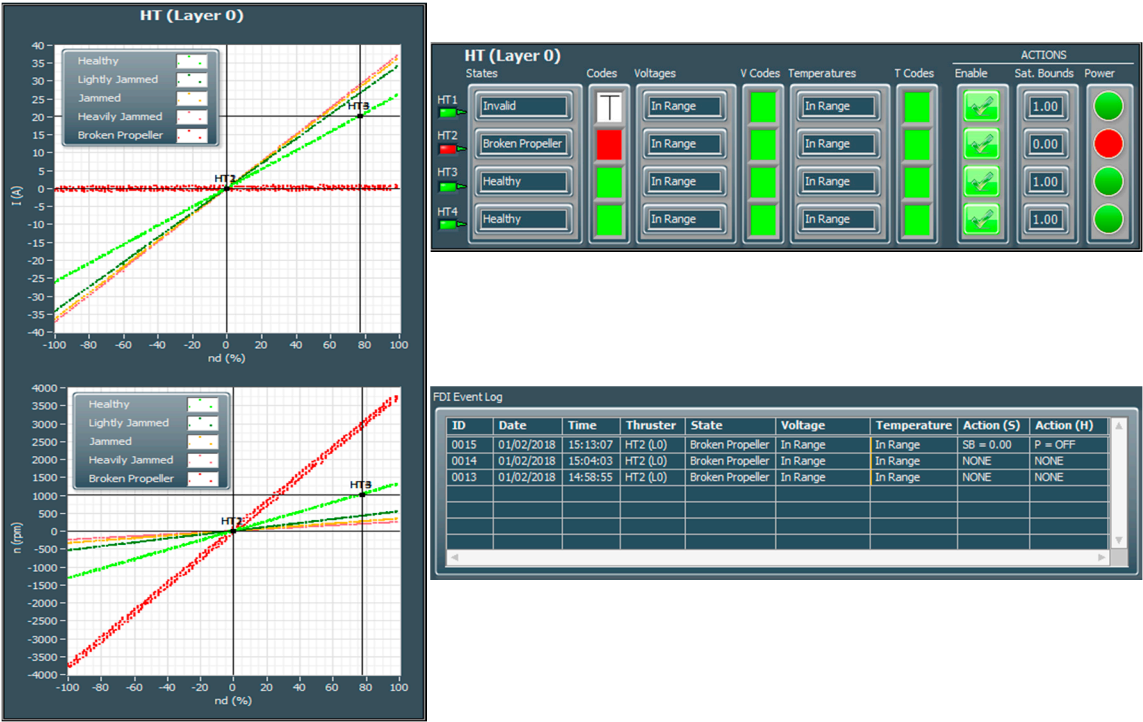 HT (Layer 0)
40
35
30
25
20
15
10
5
0
-5
-10
-15
-20
-25
-30
-35
-40
I (A)
Healthy
Lightly Jammed
Jammed
Heavily Jammed
Broken Propeller
-100 -80 -60 -40 -20 0 20 40 60 80 100
nd (%)
4000
3500
3000
2500
2000
1500
1000
500
0
-500
-1000
-1500
-2000
-2500
-3000
-3500
-4000
n (rpm)
Healthy
Lightly Jammed
Jammed
Heavily Jammed
Broken Propeller
-100 -80 -60 -40 -20 0 20 40 60 80 100
nd (%)
HT (Layer 0) ACTIONS
States Codes Voltages V Codes Temperatures T Codes Enable Sat. Bounds Power
HT1 Invalid T In Range In Range 1.00
HT2 Broken Propeller In Range In Range 0.00
HT3 Healthy In Range In Range 1.00
HT4 Healthy In Range In Range 1.00
FDI Event Log
ID Date Time Thruster State Voltage Temperature Action (S) Action (H)
0015 01/02/2018 15:13:07 HT2 (L0) Broken Propeller In Range In Range SB = 0.00 P = OFF
0014 01/02/2018 15:04:03 HT2 (L0) Broken Propeller In Range In Range NONE NONE
0013 01/02/2018 14:58:55 HT2 (L0) Broken Propeller In Range In Range NONE NONE